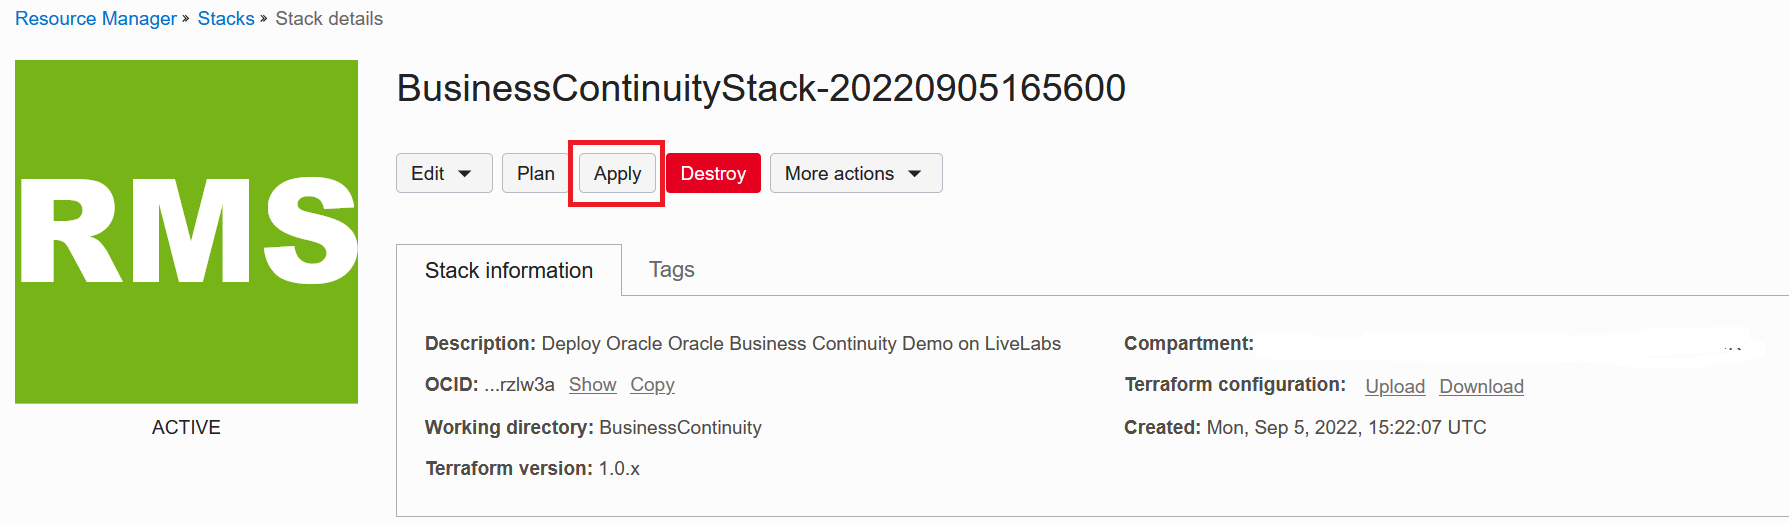 Resource Manager » Stacks » Stack details
RMS
ACTIVE
BusinessContinuityStack-20220905165600
Edit Plan Apply Destroy More actions
Stack information Tags
Description: Deploy Oracle Oracle Business Continuity Demo on LiveLabs
OCID: ...rzlw3a Show Copy
Working directory: BusinessContinuity
Terraform version: 1.0.x
Compartment:
Terraform configuration: Upload Download
Created: Mon, Sep 5, 2022, 15:22:07 UTC